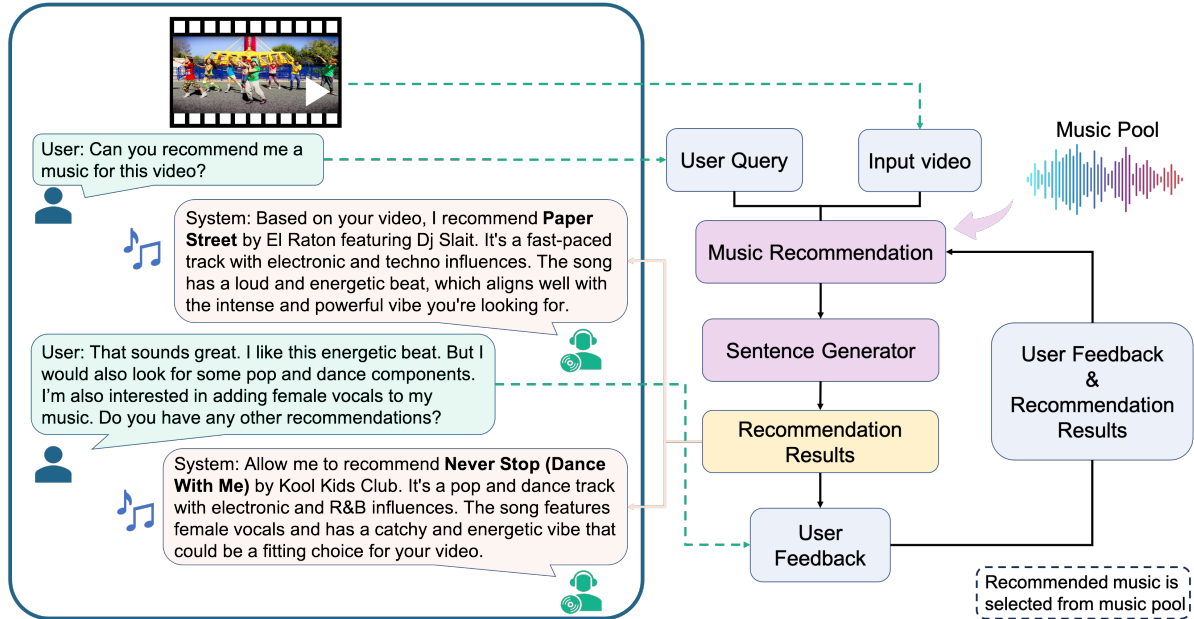 User: Can you recommend me a
music for this video?
System: Based on your video, I recommend Paper
Street by El Raton featuring Dj Slait. It's a fast-paced
track with electronic and techno influences. The song
has a loud and energetic beat, which aligns well with
the intense and powerful vibe you're looking for.
User: That sounds great. I like this energetic beat. But I
would also look for some pop and dance components.
I'm also interested in adding female vocals to my
music. Do you have any other recommendations?
System: Allow me to recommend Never Stop (Dance
With Me) by Kool Kids Club. It's a pop and dance track
with electronic and R&B influences. The song features
female vocals and has a catchy and energetic vibe that
could be a fitting choice for your video.
User Query
Input video
Music Pool
Music Recommendation
Sentence Generator
Recommendation
Results
User
Feedback
User Feedback
&
Recommendation
Results
Recommended music is
selected from music pool